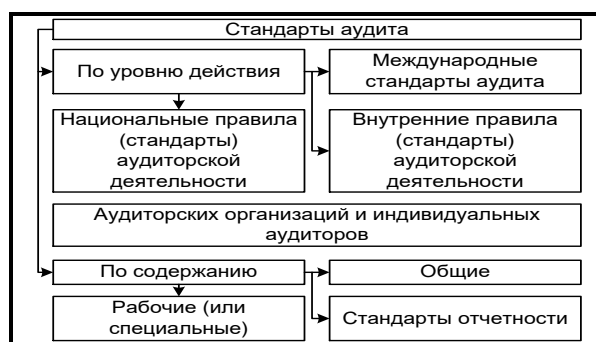 Стандарты аудита
По уровню действия
Международные
стандарты аудита
Национальные правила
(стандарты)
аудиторской
деятельности
Внутренние правила
(стандарты)
аудиторской
деятельности
Аудиторских организаций и индивидуальных
аудиторов
По содержанию
Общие
Рабочие (или
специальные)
Стандарты отчетности